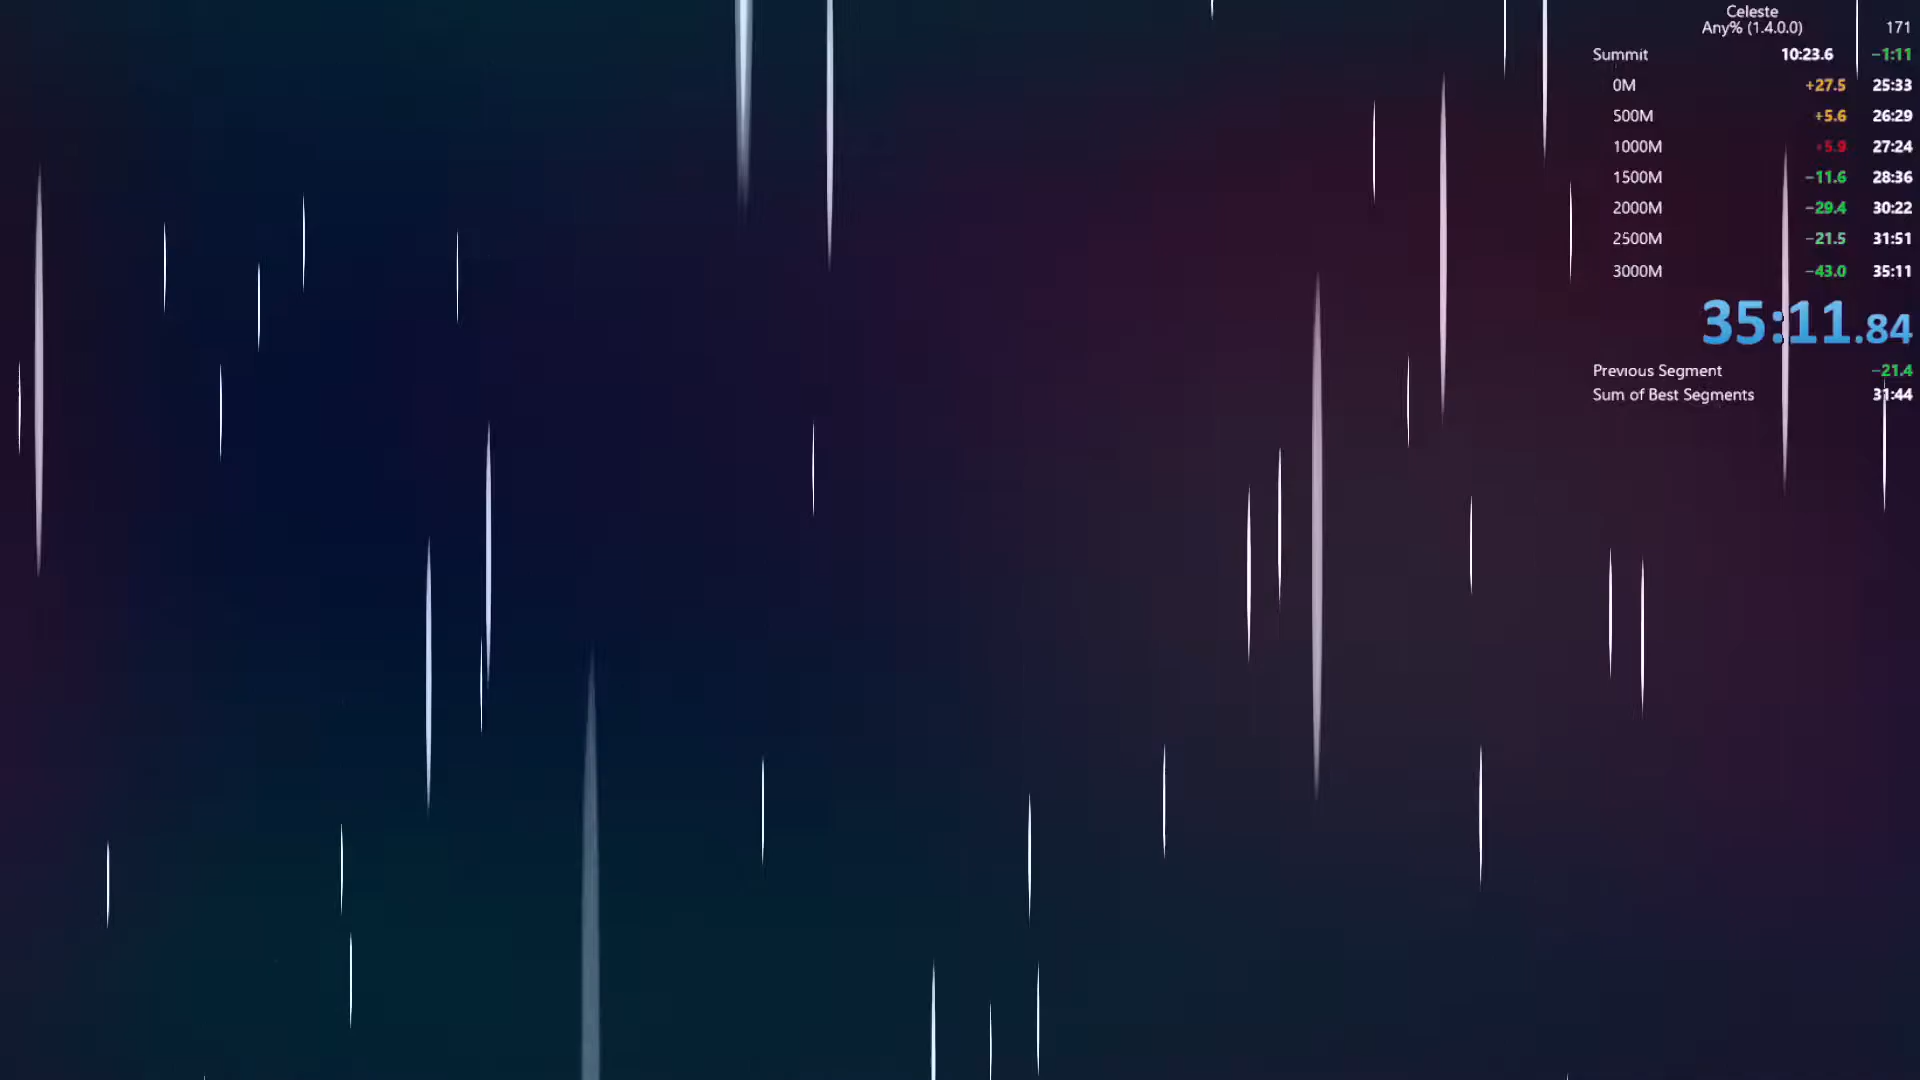 Celeste
Any% (1.4.0.0) 171
Summit 10:23.6 −1:11
0M +27.5 25:33
500M +5.6 26:29
1000M +5.9 27:24
1500M −11.6 28:36
2000M −29.4 30:22
2500M −21.5 31:51
3000M −43.0 35:11
35:11.84
Previous Segment −21.4
Sum of Best Segments 31:44